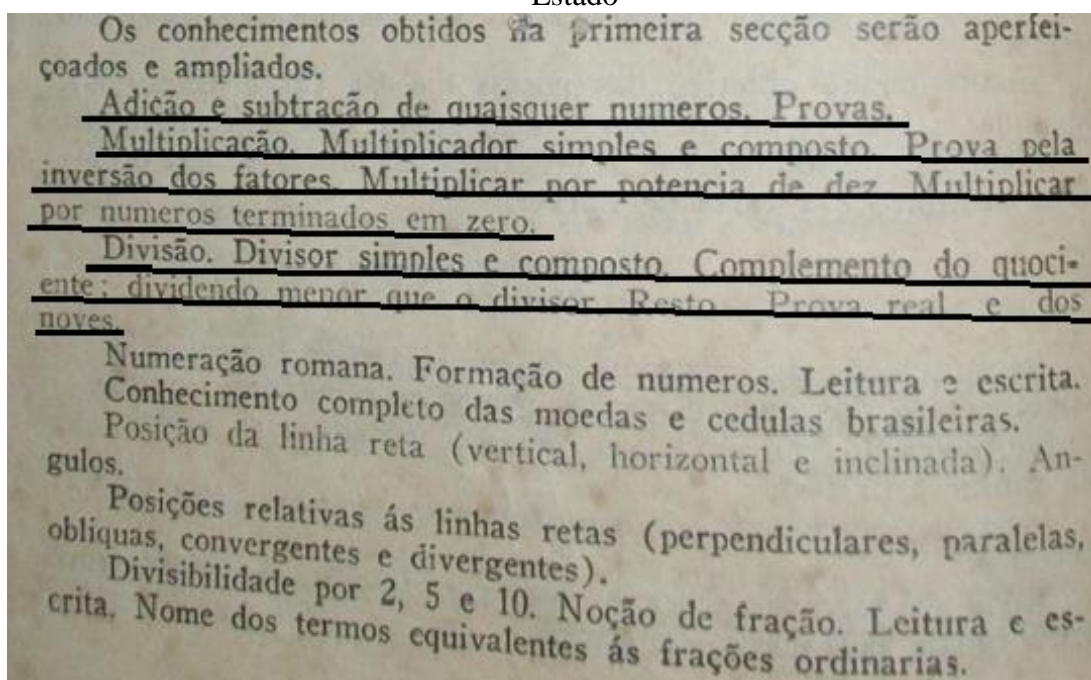 Estado
Os conhecimentos obtidos na primeira secção serão aperfei-
çoados e ampliados.
Adição e subtração de quaisquer numeros. Provas.
Multiplicação. Multiplicador simples e composto. Prova pela
inversão dos fatores. Multiplicar por potencia de dez. Multiplicar
por numeros terminados em zero.
Divisão. Divisor simples e composto. Complemento do quoci-
ente: dividendo menor que o divisor. Resto. Prova real e dos
noves.
Numeração romana. Formação de numeros. Leitura e escrita.
Conhecimento completo das moedas e cedulas brasileiras.
Posição da linha reta (vertical, horizontal e inclinada). An-
gulos.
Posições relativas ás linhas retas (perpendiculares, paralelas,
obliquas, convergentes e divergentes).
Divisibilidade por 2, 5 e 10. Noção de fração. Leitura e es-
crita. Nome dos termos equivalentes ás frações ordinarias.